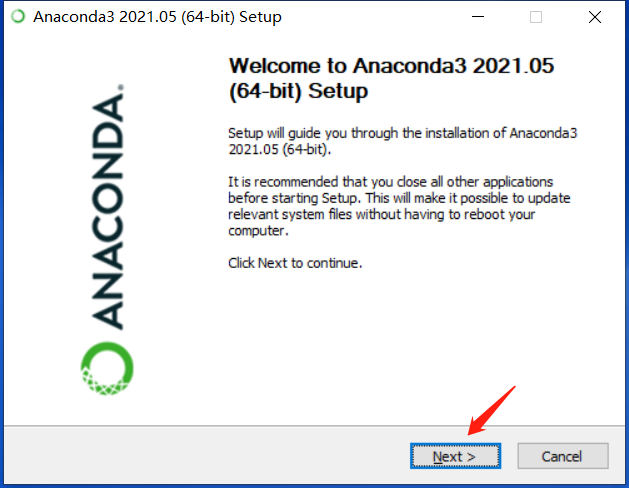 Anaconda3 2021.05 (64-bit) Setup
Welcome to Anaconda3 2021.05
(64-bit) Setup
ANACONDA.
Setup will guide you through the installation of Anaconda3
2021.05 (64-bit).
It is recommended that you close all other applications
before starting Setup. This will make it possible to update
relevant system files without having to reboot your
computer.
Click Next to continue.
Next >
Cancel